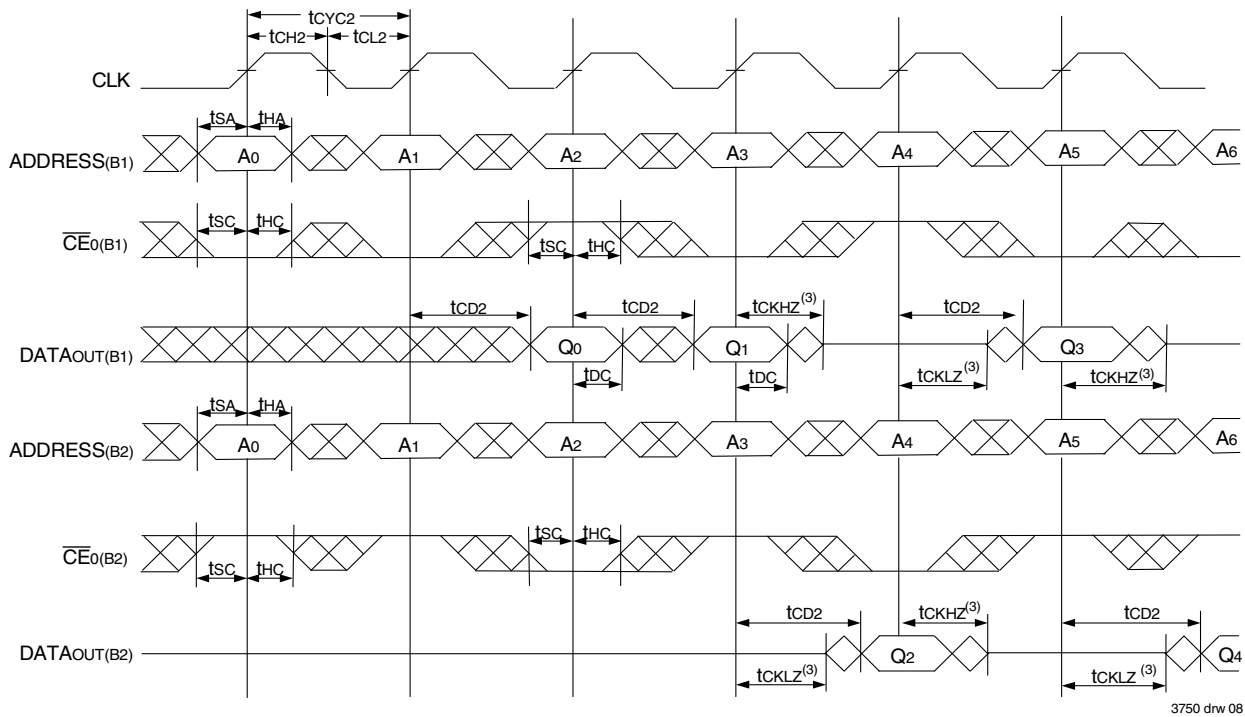 tCYC2
tCH2 tCL2
CLK
tSA tHA
ADDRESS(B1) A0 A1 A2 A3 A4 A5 A6
tSC tHC
CE0(B1)
tSC tHC
tCD2 tCD2 tCKHZ(3) tCD2
DATAOUT(B1) Q0 Q1 Q3
tDC tDC tCKLZ(3) tCKHZ(3)
tSA tHA
ADDRESS(B2) A0 A1 A2 A3 A4 A5 A6
tSC tHC
CE0(B2)
tSC tHC
tCD2 tCKHZ(3) tCD2
DATAOUT(B2) Q2 Q4
tCKLZ(3) tCKLZ(3)
3750 drw 08